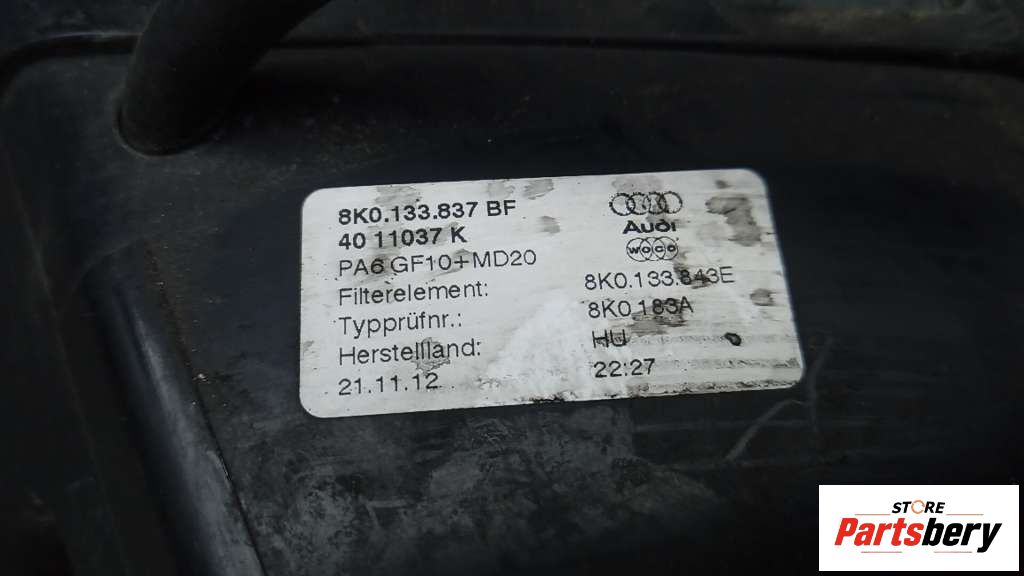 8K0.133.837 BF
40 11037 K
Audi
PA6 GF10+MD20
WOCO
Filterelement: 8K0.133.843E
Typprüfnr.: 8K0 183A
Herstellland: HU
21.11.12 22:27
STORE
Partsbery